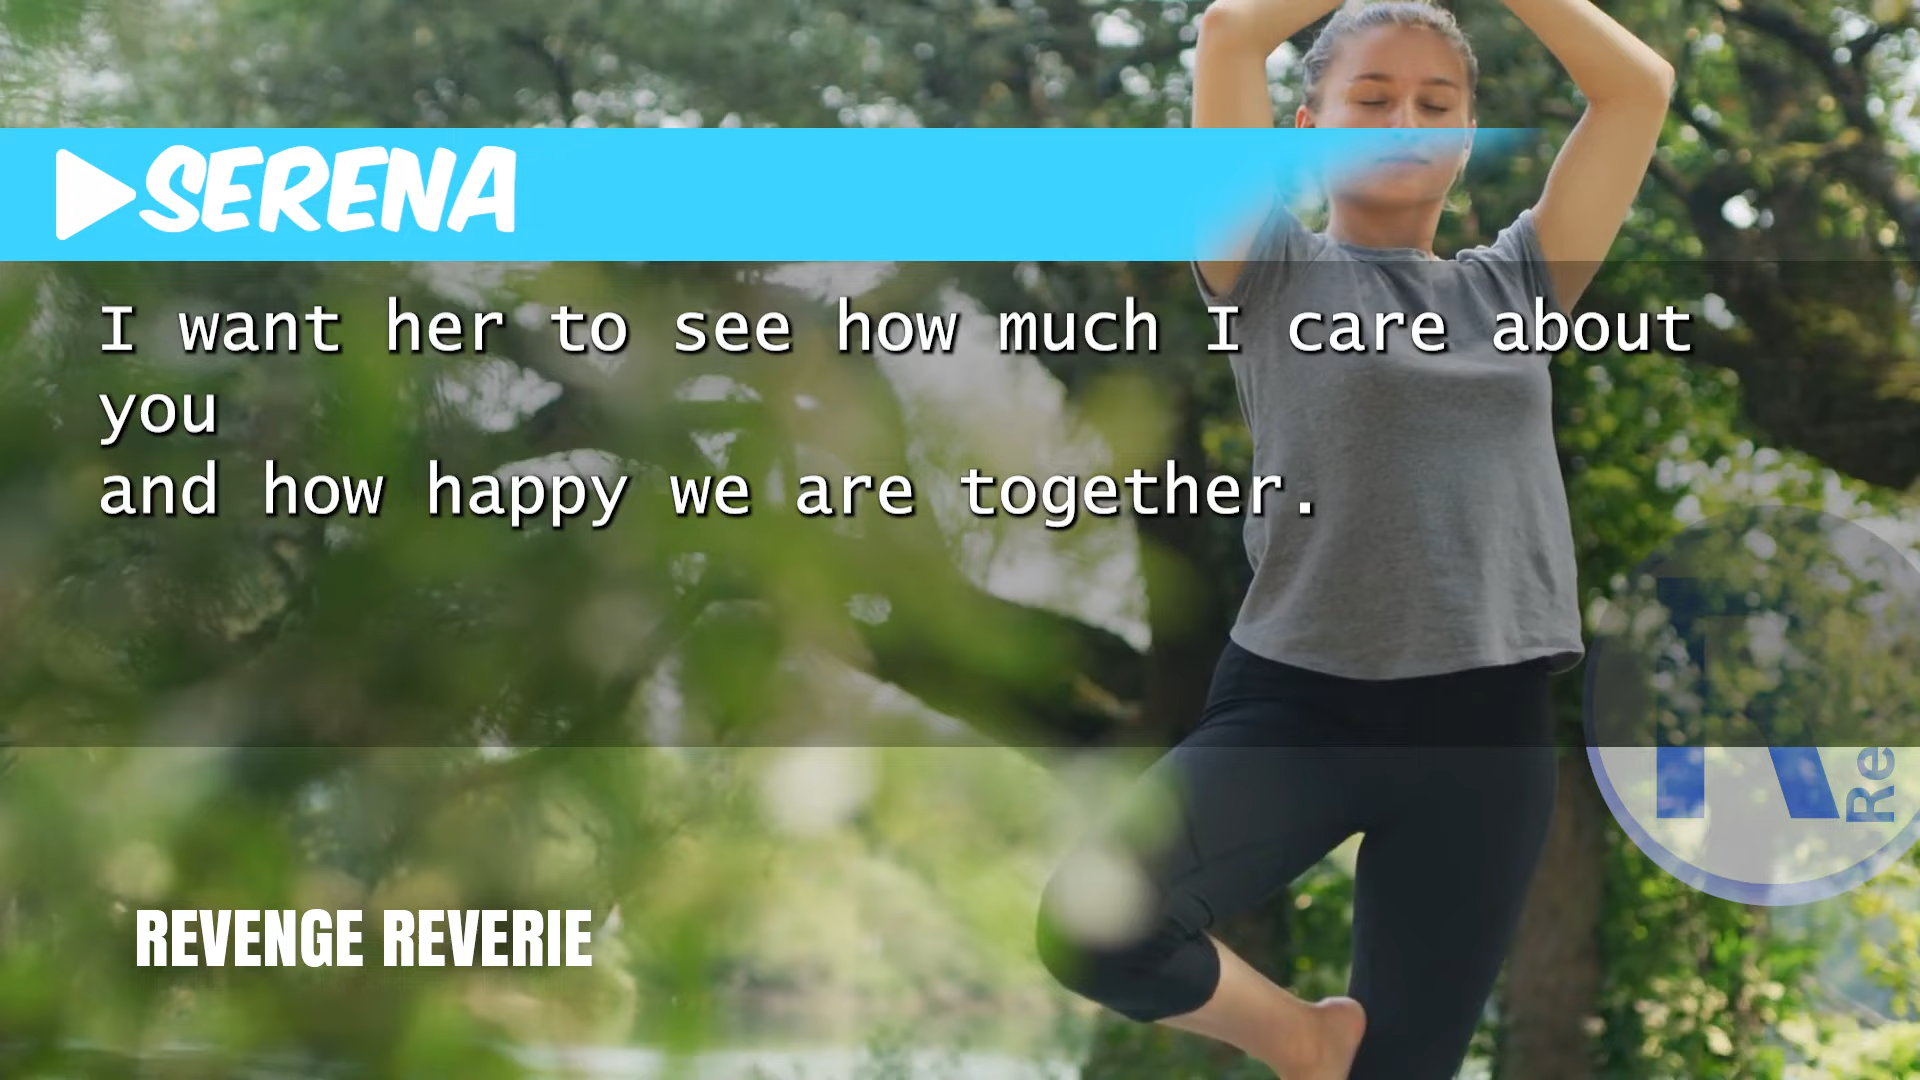 SERENA
I want her to see how much I care about
you
and how happy we are together.
REVENGE REVERIE
R
Re